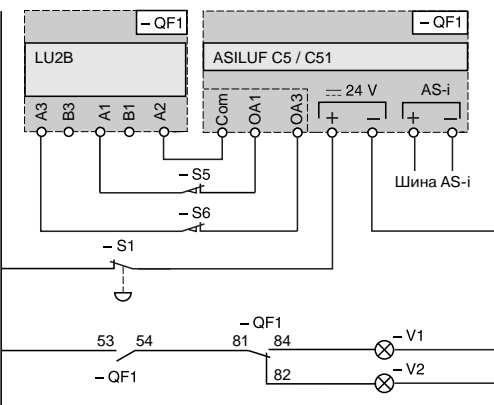 – QF1 – QF1
LU2B ASILUF C5 / C51
24 V AS-i
A3 B3 A1 B1 A2 Com OA1 OA3 + – + –
– S5 Шина AS-i
– S6
– S1
– QF1
53 54 81 84 – V1
– QF1 82 – V2